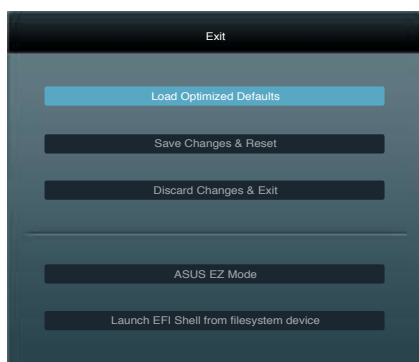 Exit
Load Optimized Defaults
Save Changes & Reset
Discard Changes & Exit
ASUS EZ Mode
Launch EFI Shell from filesystem device